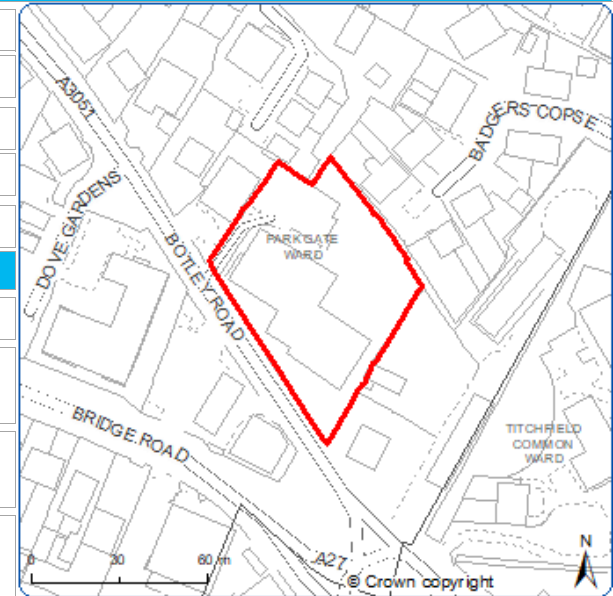 A3051
BADGERS COPSE
DOVE GARDENS
BOTLEY ROAD
PARK GATE
WARD
BRIDGE ROAD
TITCHFIELD
COMMON
WARD
N
0 30 60 m
A27
© Crown copyright